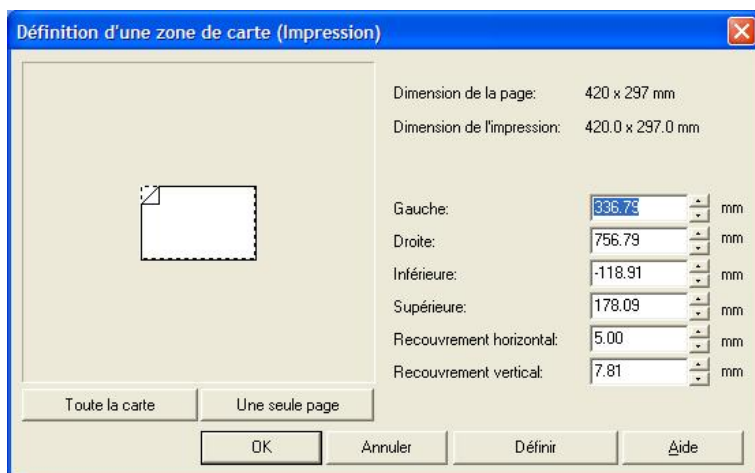 Définition d'une zone de carte (Impression)
Dimension de la page: 420 x 297 mm
Dimension de l'impression: 420.0 x 297.0 mm
Gauche: 336.79 mm
Droite: 756.79 mm
Inférieure: -118.91 mm
Supérieure: 178.09 mm
Recouvrement horizontal: 5.00 mm
Recouvrement vertical: 7.81 mm
Toute la carte Une seule page
OK Annuler Définir Aide